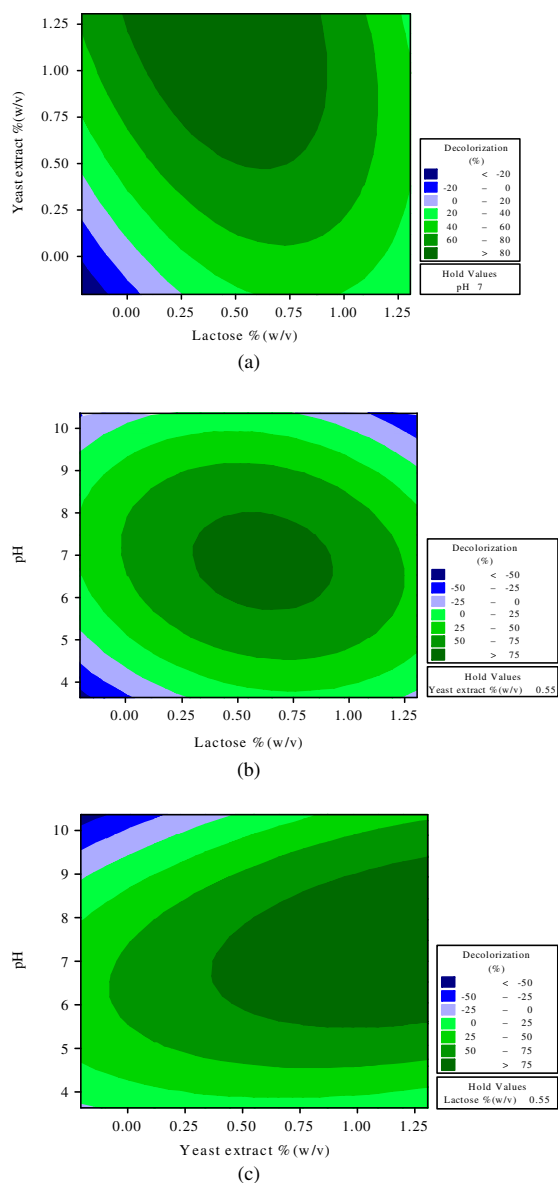 1.25
1.00
0.75
0.50
0.25
0.00
Yeast extract %(w/v)
0.00 0.25 0.50 0.75 1.00 1.25
Lactose %(w/v)
Decolorization
(%)
< -20
-20 – 0
0 – 20
20 – 40
40 – 60
60 – 80
> 80
Hold Values
pH 7
(a)
10
9
8
7
6
5
4
pH
0.00 0.25 0.50 0.75 1.00 1.25
Lactose %(w/v)
Decolorization
(%)
< -50
-50 – -25
-25 – 0
0 – 25
25 – 50
50 – 75
> 75
Hold Values
Yeast extract %(w/v) 0.55
(b)
10
9
8
7
6
5
4
pH
0.00 0.25 0.50 0.75 1.00 1.25
Yeast extract %(w/v)
Decolorization
(%)
< -50
-50 – -25
-25 – 0
0 – 25
25 – 50
50 – 75
> 75
Hold Values
Lactose %(w/v) 0.55
(c)